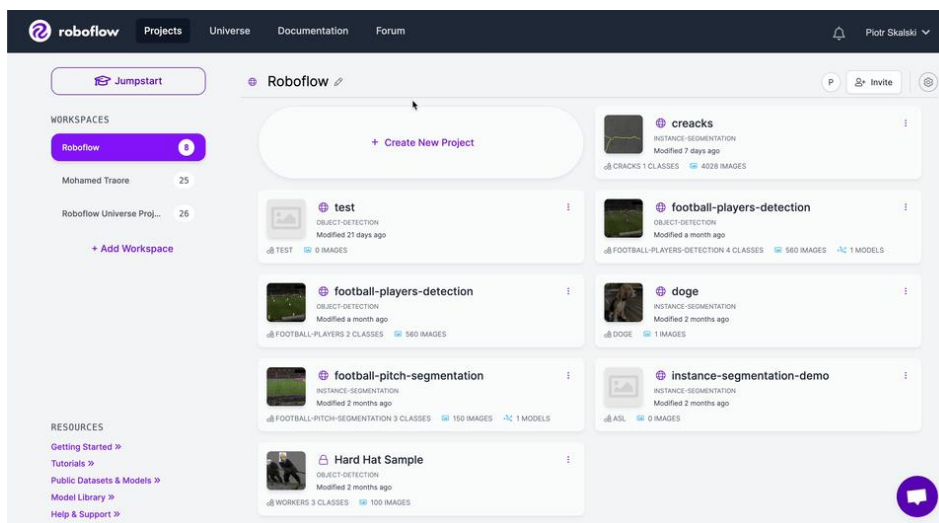 roboflow Projects Universe Documentation Forum Piotr Skalski
Jumpstart
WORKSPACES
Roboflow 8
Mohamed Traore 25
Roboflow Universe Proj... 26
+ Add Workspace
RESOURCES
Getting Started »
Tutorials »
Public Datasets & Models »
Model Library »
Help & Support »
Roboflow
P Invite
+ Create New Project
creacks
INSTANCE-SEGMENTATION
Modified 7 days ago
CRACKS 1 CLASSES 4028 IMAGES
test
OBJECT-DETECTION
Modified 21 days ago
TEST 0 IMAGES
football-players-detection
OBJECT-DETECTION
Modified a month ago
FOOTBALL-PLAYERS-DETECTION 4 CLASSES 560 IMAGES 1 MODELS
football-players-detection
OBJECT-DETECTION
Modified a month ago
FOOTBALL-PLAYERS 2 CLASSES 560 IMAGES
doge
INSTANCE-SEGMENTATION
Modified 2 months ago
DOGE 1 IMAGES
football-pitch-segmentation
INSTANCE-SEGMENTATION
Modified 2 months ago
FOOTBALL-PITCH-SEGMENTATION 3 CLASSES 150 IMAGES 1 MODELS
instance-segmentation-demo
INSTANCE-SEGMENTATION
Modified 2 months ago
ASL 0 IMAGES
Hard Hat Sample
OBJECT-DETECTION
Modified 2 months ago
WORKERS 3 CLASSES 100 IMAGES